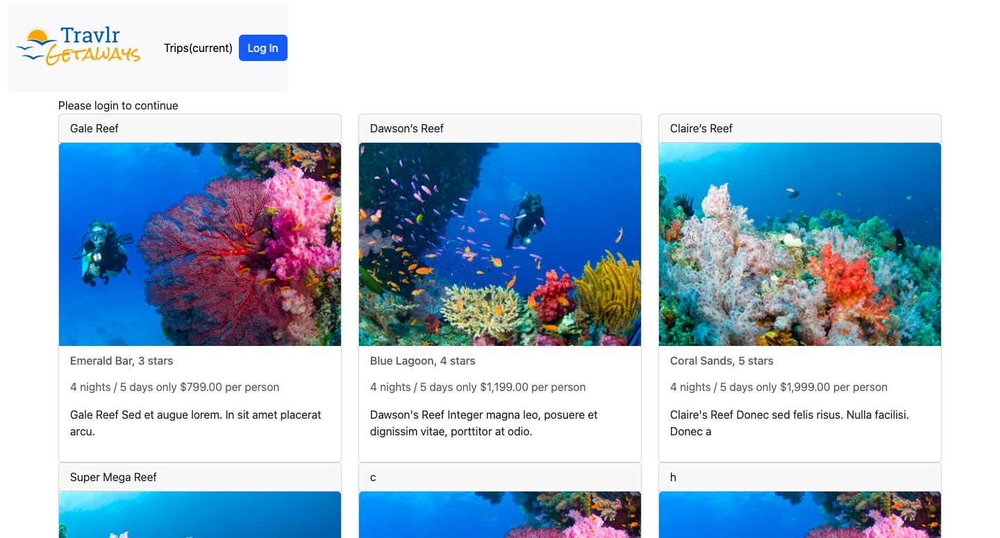 Travlr
Getaways
Trips(current)
Log In
Please login to continue
Gale Reef
Emerald Bar, 3 stars
4 nights / 5 days only $799.00 per person
Gale Reef Sed et augue lorem. In sit amet placerat
arcu.
Dawson’s Reef
Blue Lagoon, 4 stars
4 nights / 5 days only $1,199.00 per person
Dawson's Reef Integer magna leo, posuere et
dignissim vitae, porttitor at odio.
Claire’s Reef
Coral Sands, 5 stars
4 nights / 5 days only $1,999.00 per person
Claire's Reef Donec sed felis risus. Nulla facilisi.
Donec a
Super Mega Reef
c
h